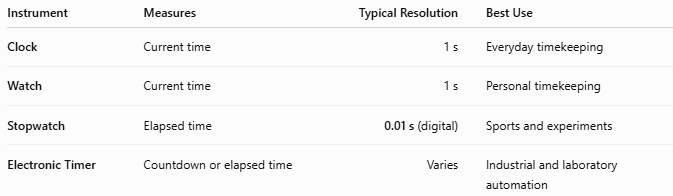 Instrument Measures Typical Resolution Best Use
Clock Current time 1 s Everyday timekeeping
Watch Current time 1 s Personal timekeeping
Stopwatch Elapsed time 0.01 s (digital) Sports and experiments
Electronic Timer Countdown or elapsed time Varies Industrial and laboratory
automation